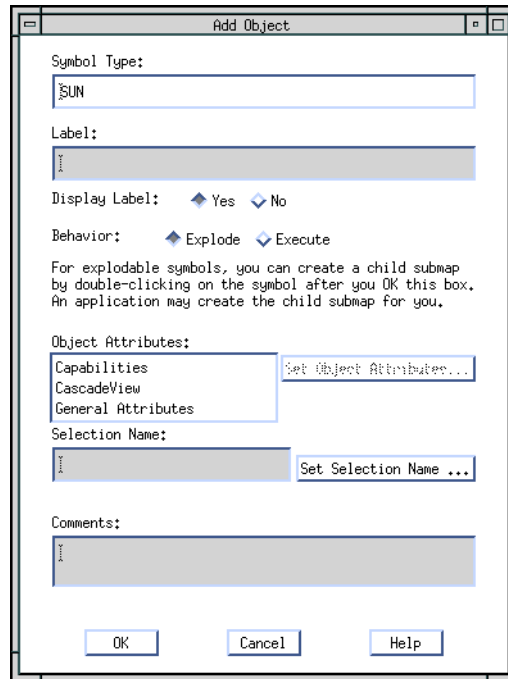 Add Object
Symbol Type:
SUN
Label:
Display Label: Yes No
Behavior: Explode Execute
For explodable symbols, you can create a child submap
by double-clicking on the symbol after you OK this box.
An application may create the child submap for you.
Object Attributes:
Capabilities
Set Object Attributes...
CascadeView
General Attributes
Selection Name:
Set Selection Name ...
Comments:
OK Cancel Help